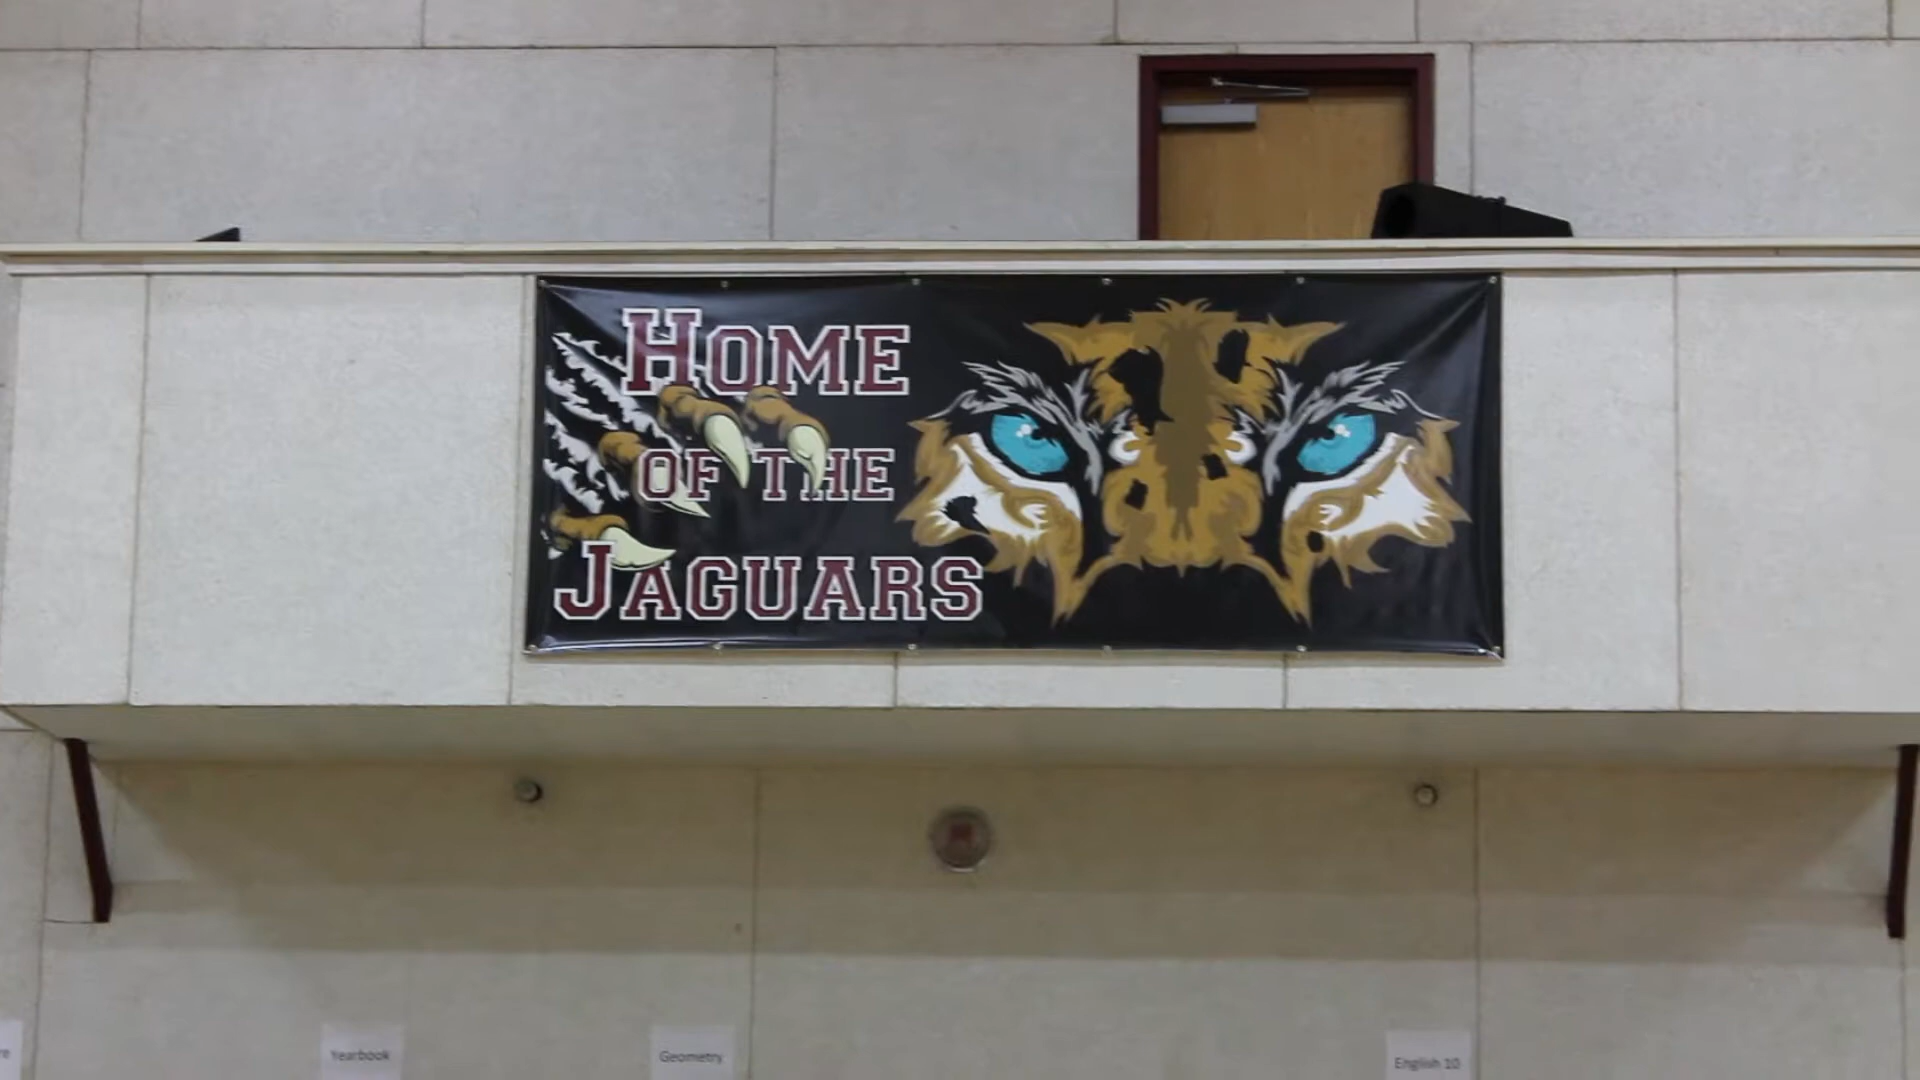 HOME
OF THE
JAGUARS
Yearbook
Geometry
English 10